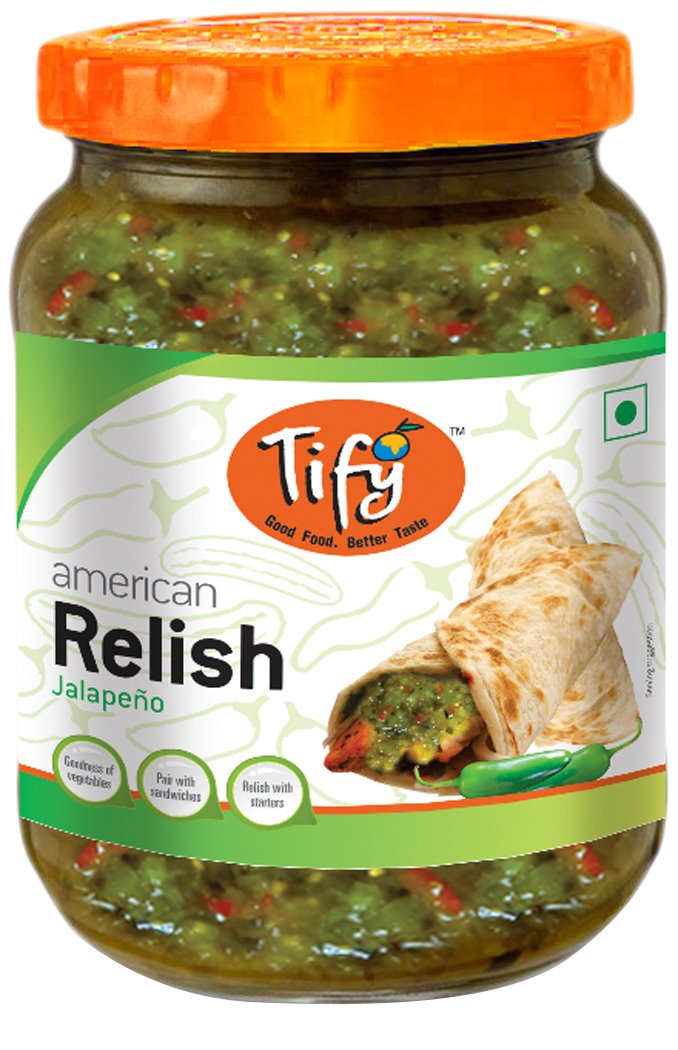 Tify
TM
Good Food. Better Taste
american
Relish
Jalapeño
Goodness of
vegetables
Pair with
sandwiches
Relish with
starters